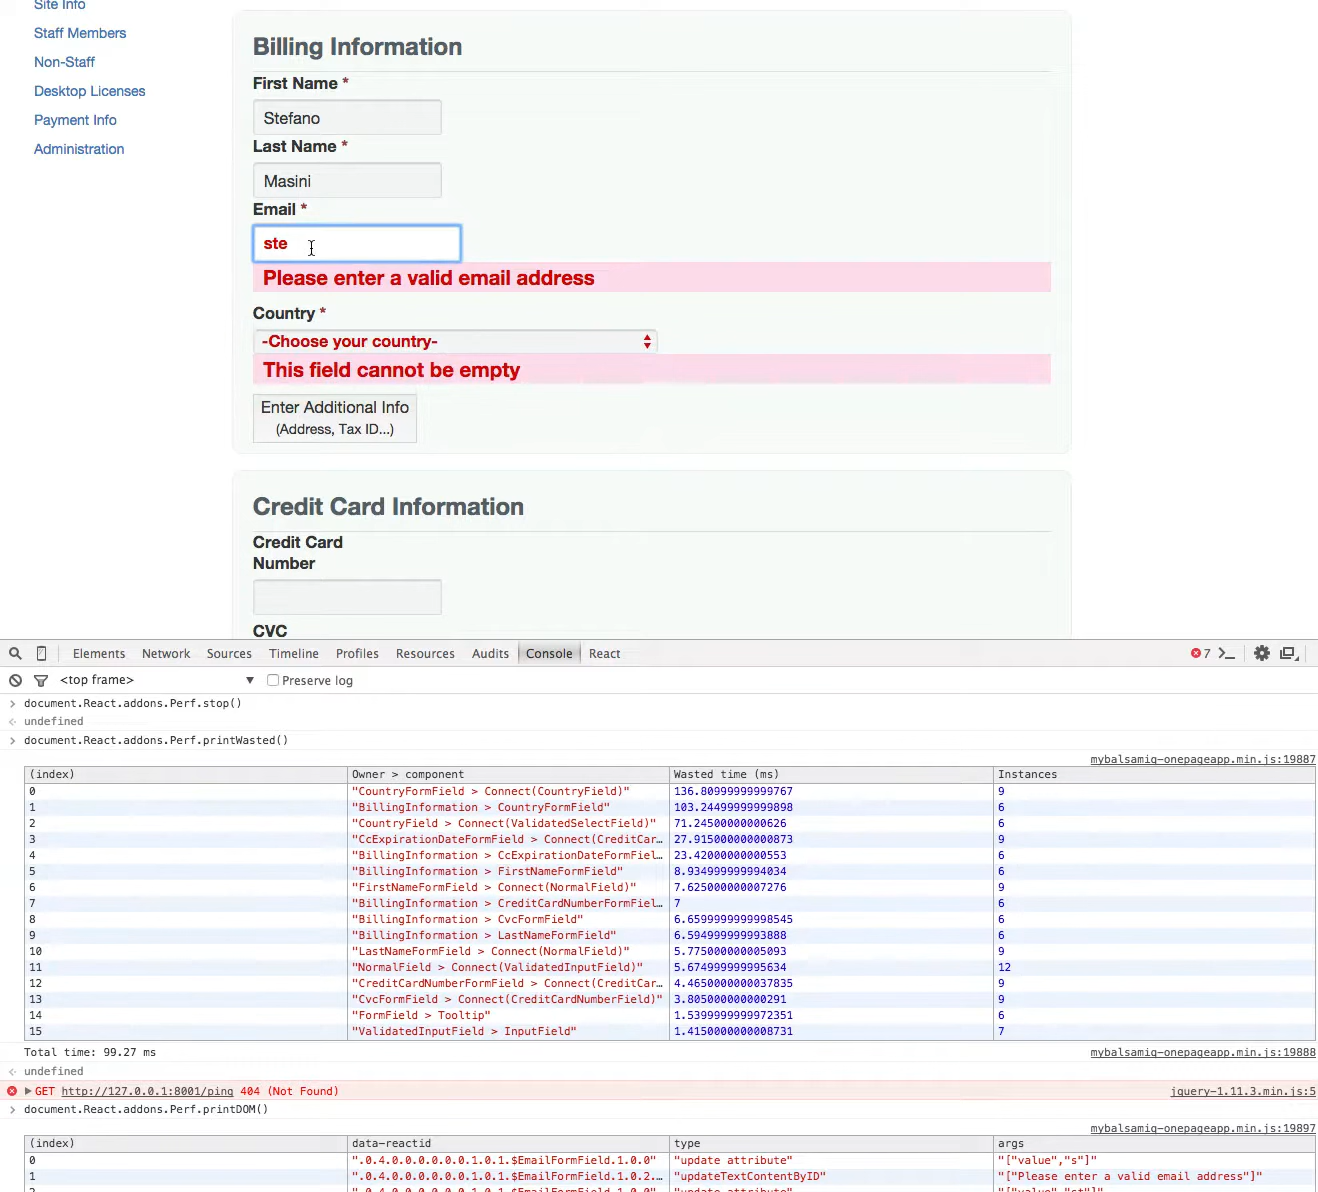 Site Info
Staff Members
Non-Staff
Desktop Licenses
Payment Info
Administration
Billing Information
First Name *
Stefano
Last Name *
Masini
Email *
ste
Please enter a valid email address
Country *
-Choose your country-
This field cannot be empty
Enter Additional Info
(Address, Tax ID...)
Credit Card Information
Credit Card
Number
CVC
Elements Network Sources Timeline Profiles Resources Audits Console React 7
<top frame> ▼ Preserve log
> document.React.addons.Perf.stop()
undefined
> document.React.addons.Perf.printWasted()
mybalsamiq-onepageapp.min.js:19887
(index) Owner > component Wasted time (ms) Instances
0 "CountryFormField > Connect(CountryField)" 136.80999999999767 9
1 "BillingInformation > CountryFormField" 103.24499999999898 6
2 "CountryField > Connect(ValidatedSelectField)" 71.24500000000626 6
3 "CcExpirationDateFormField > Connect(CreditCar… 27.915000000000873 9
4 "BillingInformation > CcExpirationDateFormFiel… 23.42000000000553 6
5 "BillingInformation > FirstNameFormField" 8.934999999994034 6
6 "FirstNameFormField > Connect(NormalField)" 7.625000000007276 9
7 "BillingInformation > CreditCardNumberFormFiel… 7 6
8 "BillingInformation > CvcFormField" 6.6599999999998545 6
9 "BillingInformation > LastNameFormField" 6.594999999993888 6
10 "LastNameFormField > Connect(NormalField)" 5.775000000005093 9
11 "NormalField > Connect(ValidatedInputField)" 5.674999999995634 12
12 "CreditCardNumberFormField > Connect(CreditCar… 4.4650000000037835 9
13 "CvcFormField > Connect(CreditCardNumberField)" 3.805000000000291 9
14 "FormField > Tooltip" 1.5399999999972351 6
15 "ValidatedInputField > InputField" 1.4150000000008731 7
Total time: 99.27 ms mybalsamiq-onepageapp.min.js:19888
undefined
▶ GET http://127.0.0.1:8001/ping 404 (Not Found) jquery-1.11.3.min.js:5
> document.React.addons.Perf.printDOM()
mybalsamiq-onepageapp.min.js:19897
(index) data-reactid type args
0 ".0.4.0.0.0.0.0.0.1.0.1.$EmailFormField.1.0.0" "update attribute" "["value","s"]"
1 ".0.4.0.0.0.0.0.0.1.0.1.$EmailFormField.1.0.2.… "updateTextContentByID" "["Please enter a valid email address"]"